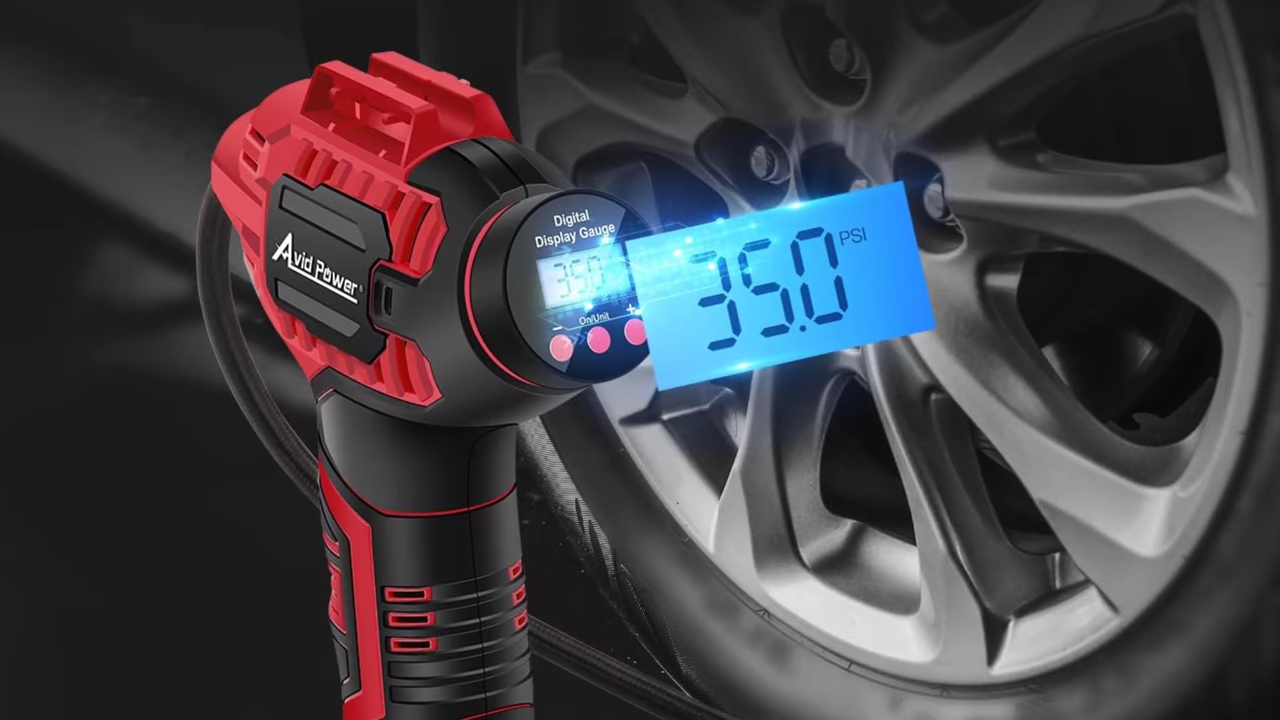 Avid Power®
Digital
Display Gauge
35.0
- On/Unit +
35.0 PSI